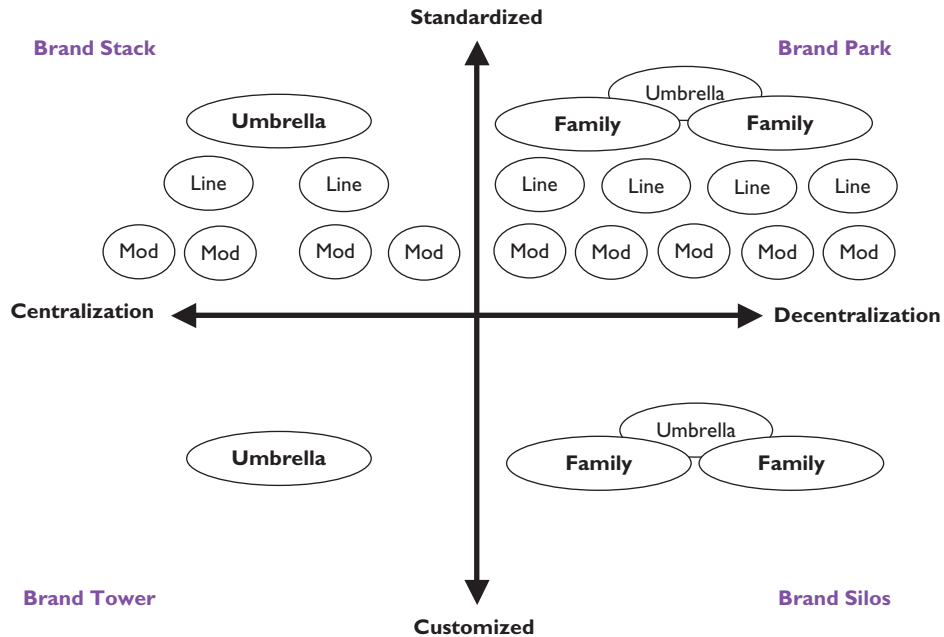 Standardized
Brand Stack
Brand Park
Umbrella
Umbrella
Family
Family
Line
Line
Line
Line
Line
Line
Mod
Mod
Mod
Mod
Mod
Mod
Mod
Mod
Mod
Centralization
Decentralization
Umbrella
Umbrella
Family
Family
Brand Tower
Brand Silos
Customized